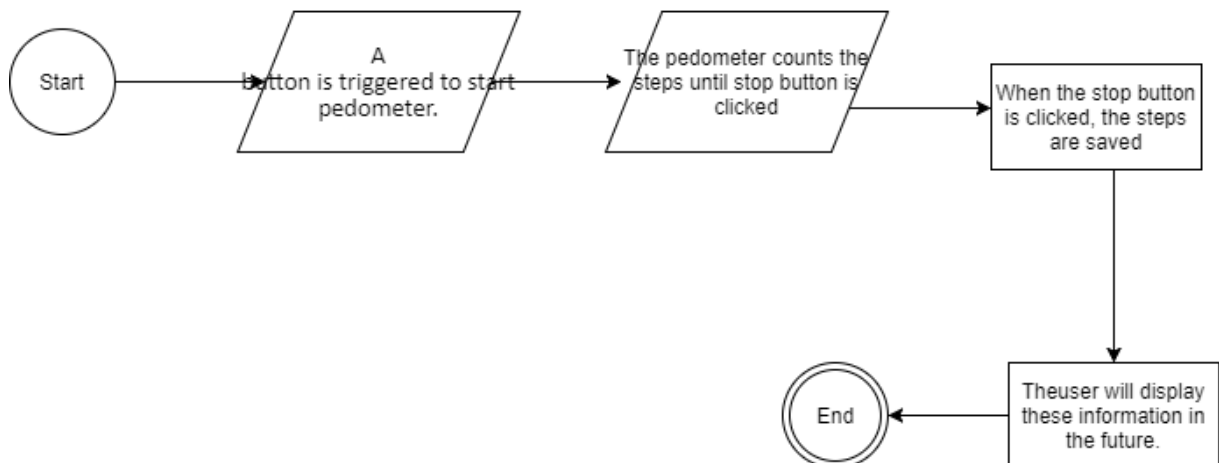 Start
A
button is triggered to start
pedometer.
The pedometer counts the
steps until stop button is
clicked
When the stop button
is clicked, the steps
are saved
Theuser will display
these information in
the future.
End